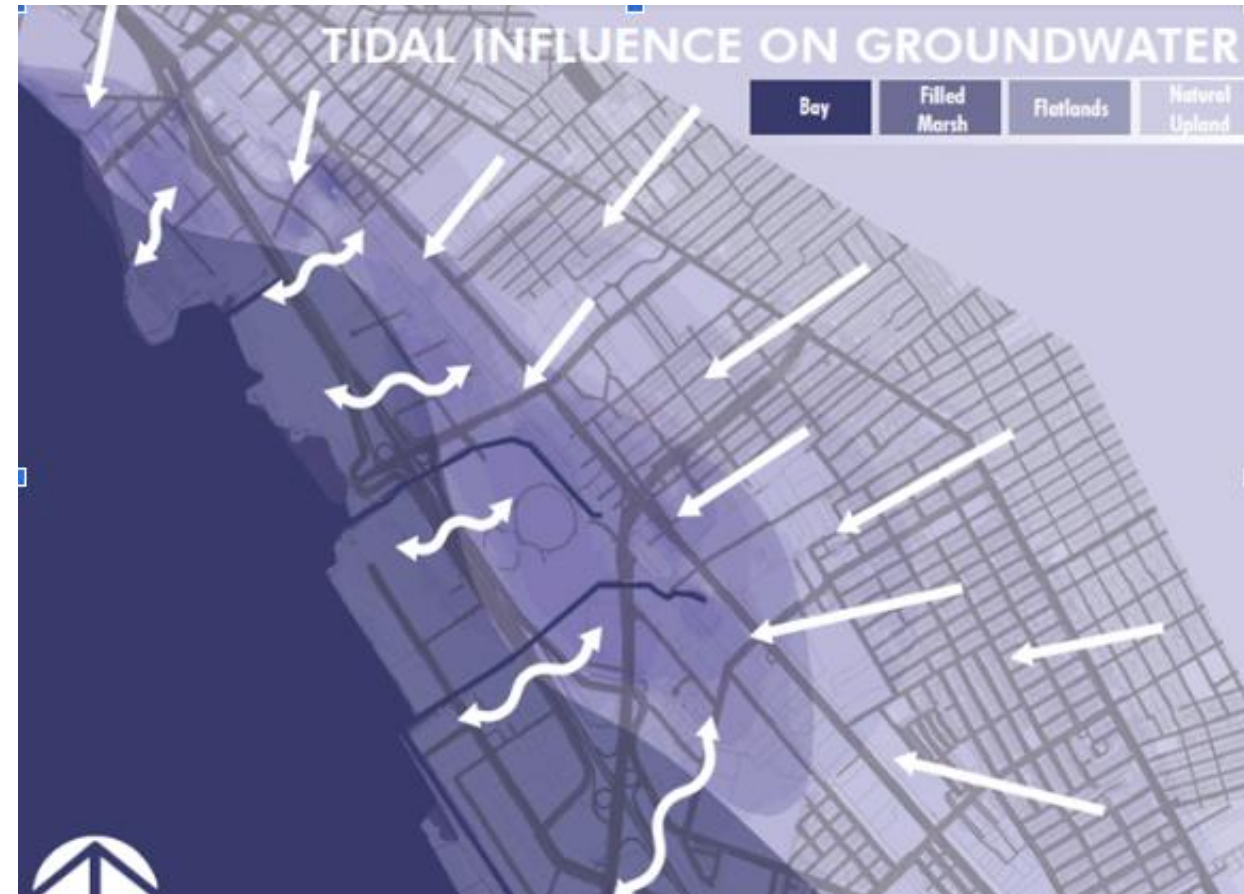 TIDAL INFLUENCE ON GROUNDWATER
Bay
Filled
Marsh
Flatlands
Natural
Upland